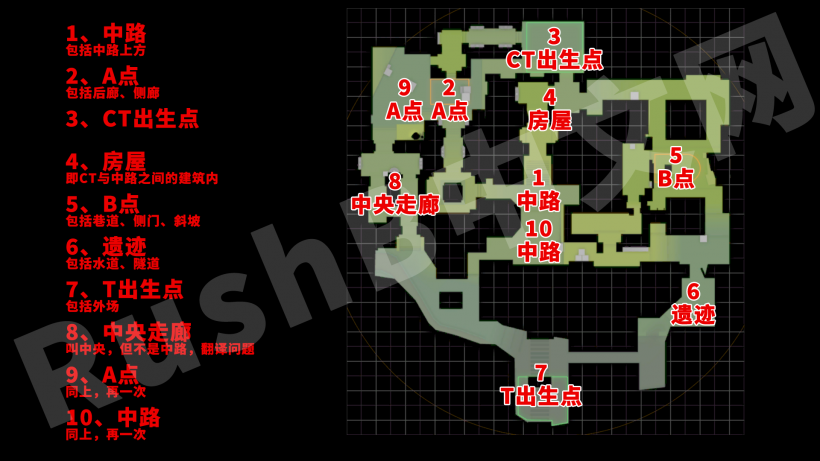 1、中路
包括中路上方
2、A点
包括后廊、侧廊
3、CT出生点
4、房屋
即CT与中路之间的建筑内
5、B点
包括巷道、侧门、斜坡
6、遗迹
包括水道、隧道
7、T出生点
包括外场
8、中央走廊
叫中央，但不是中路，翻译问题
9、A点
同上，再一次
10、中路
同上，再一次
3
CT出生点
9
A点
2
A点
4
房屋
5
B点
8
中央走廊
1
中路
10
中路
6
遗迹
7
T出生点
RushB中文网